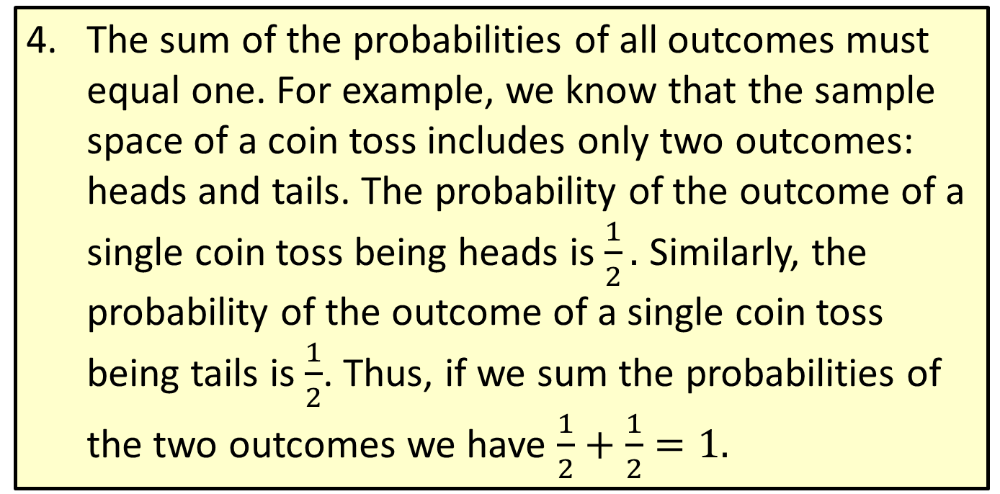 4. The sum of the probabilities of all outcomes must
equal one. For example, we know that the sample
space of a coin toss includes only two outcomes:
heads and tails. The probability of the outcome of a
single coin toss being heads is 1/2 . Similarly, the
probability of the outcome of a single coin toss
being tails is 1/2. Thus, if we sum the probabilities of
the two outcomes we have 1/2 + 1/2 = 1.